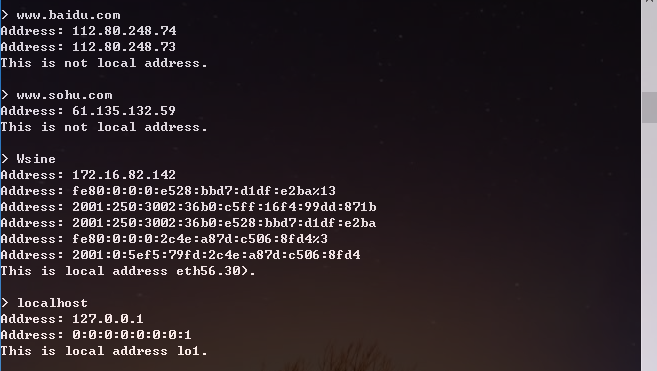 > www.baidu.com
Address: 112.80.248.74
Address: 112.80.248.73
This is not local address.
> www.sohu.com
Address: 61.135.132.59
This is not local address.
> Wsine
Address: 172.16.82.142
Address: fe80:0:0:0:e528:bbd7:d1df:e2ba%13
Address: 2001:250:3002:36b0:c5ff:16f4:99dd:871b
Address: 2001:250:3002:36b0:e528:bbd7:d1df:e2ba
Address: fe80:0:0:0:2c4e:a87d:c506:8fd4%3
Address: 2001:0:5ef5:79fd:2c4e:a87d:c506:8fd4
This is local address eth56.30).
> localhost
Address: 127.0.0.1
Address: 0:0:0:0:0:0:0:1
This is local address lo1.